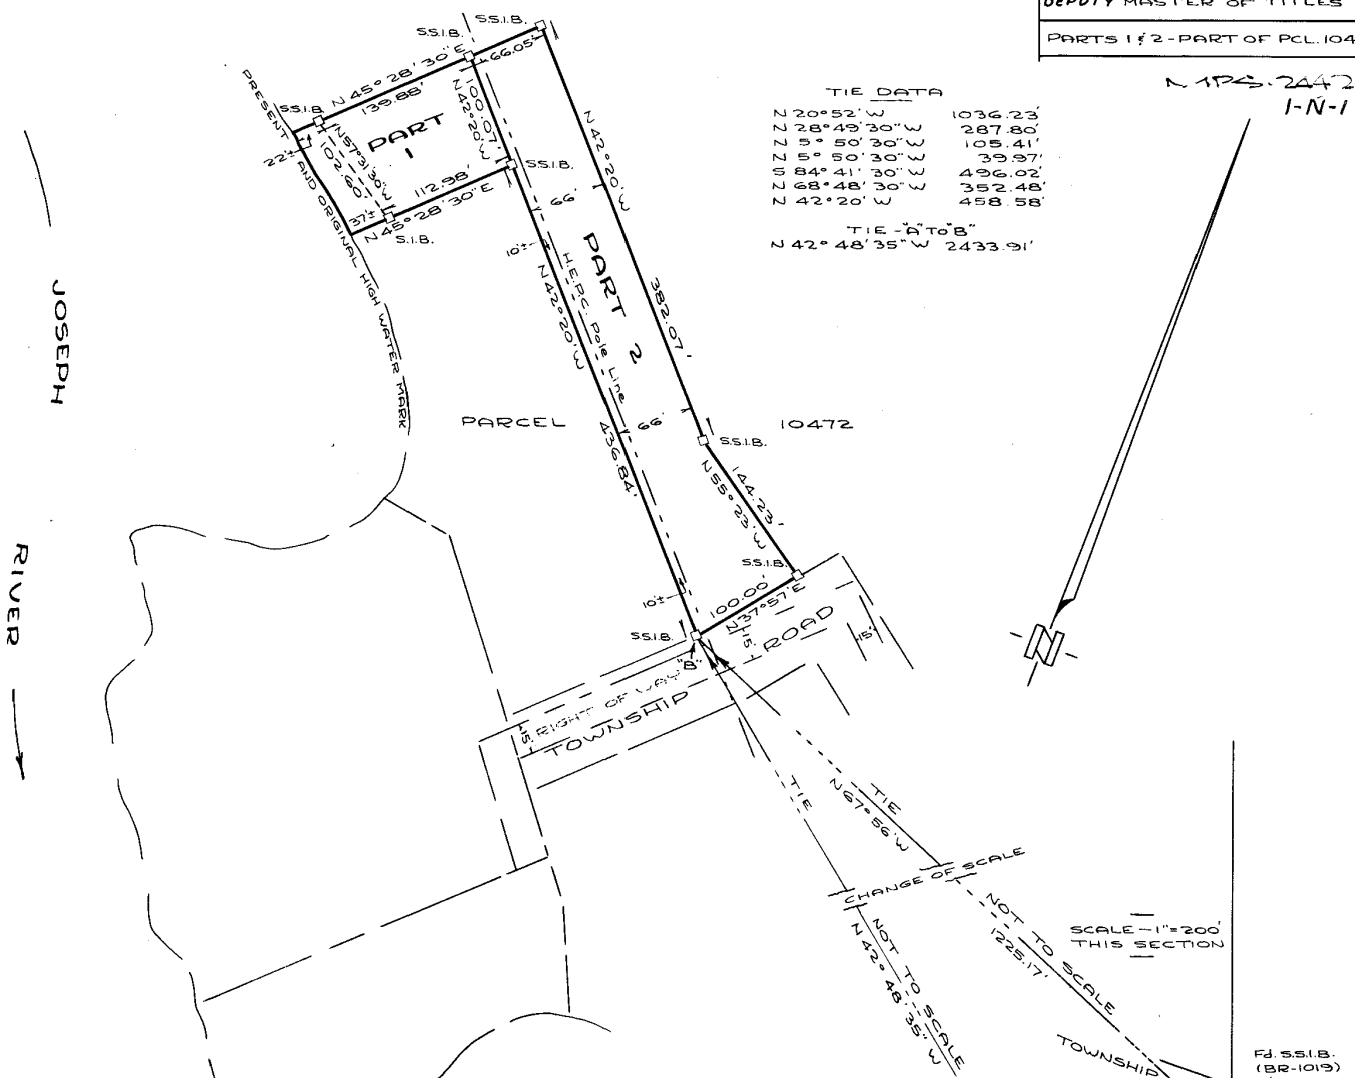 DEPUTY MASTER OF TITLES
PARTS 1 & 2 - PART OF PCL. 104
1-N-1
TIE DATA
N 20° 52' W 1036.23'
N 28° 49' 30" W 287.80'
N 5° 50' 30" W 105.41'
N 5° 50' 30" W 39.97'
S 84° 41' 30" W 496.02'
N 68° 48' 30" W 352.48'
N 42° 20' W 458.58'
TIE - "A" TO "B"
N 42° 48' 35" W 2433.91'
S.S.I.B.
S.S.I.B.
66.05'
N 45° 28' 30" E
139.88'
S.S.I.B.
PRESENT AND ORIGINAL HIGH WATER MARK
22'±
N 57° 31' 30" W
102.60'
PART
1
100.07'
N 42° 20' W
S.S.I.B.
112.98'
N 45° 28' 30" E
37'±
S.I.B.
N 42° 20' W
382.07'
66'
10'±
PART 2
H.E.P.C. Pole Line
N 42° 20' W
436.84'
66'
JOSEPH
RIVER
PARCEL 10472
S.S.I.B.
144.23'
N 55° 23' W
S.S.I.B.
100.00'
N 37° 57' E
10'±
S.S.I.B.
"B"
15'
15'
15'
RIGHT OF WAY
TOWNSHIP ROAD
N
TIE
TIE
N 67° 56' W
CHANGE OF SCALE
NOT TO SCALE
N 42° 48' 35" W
NOT TO SCALE
1225.17'
SCALE - 1" = 200'
THIS SECTION
TOWNSHIP
Fd. S.S.I.B.
(BR-1019)